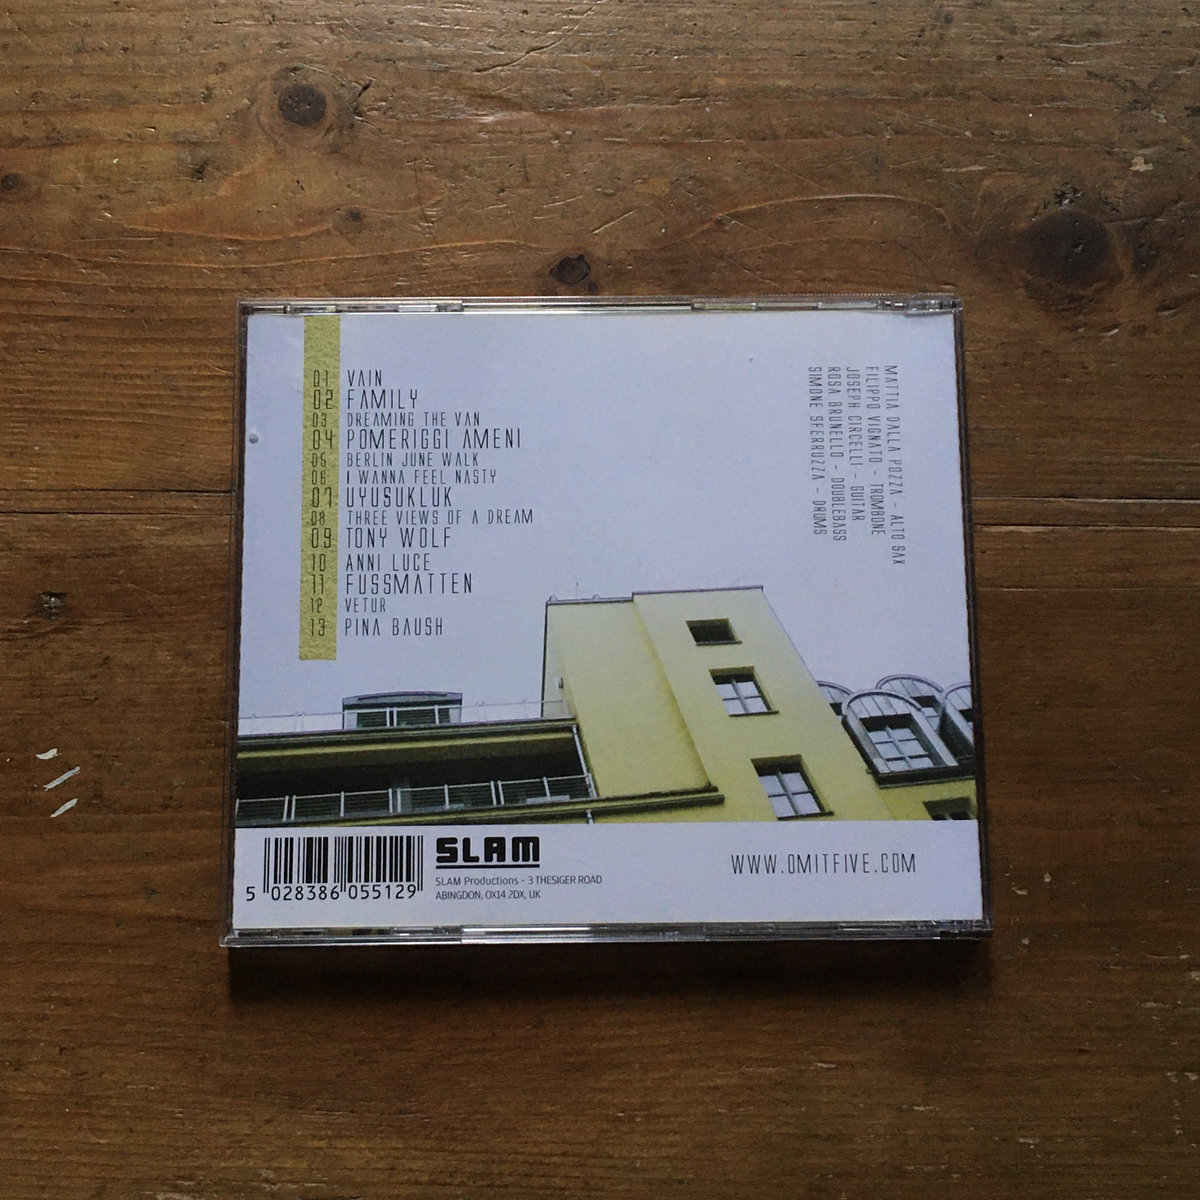 01 VAIN
02 FAMILY
03 DREAMING THE VAN
04 POMERIGGI AMENI
05 BERLIN JUNE WALK
06 I WANNA FEEL NASTY
07 UYUSUKLUK
08 THREE VIEWS OF A DREAM
09 TONY WOLF
10 ANNI LUCE
11 FUSSMATTEN
12 VETUR
13 PINA BAUSH
MATTIA DALLA POZZA - ALTO SAX
FILIPPO VIGNATO - TROMBONE
JOSEPH CIRCELLI - GUITAR
ROSA BRUNELLO - DOUBLEBASS
SIMONE SFERRUZZA - DRUMS
5 028386 055129
SLAM
SLAM Productions - 3 THESIGER ROAD
ABINGDON, OX14 2DX, UK
WWW.OMITFIVE.COM